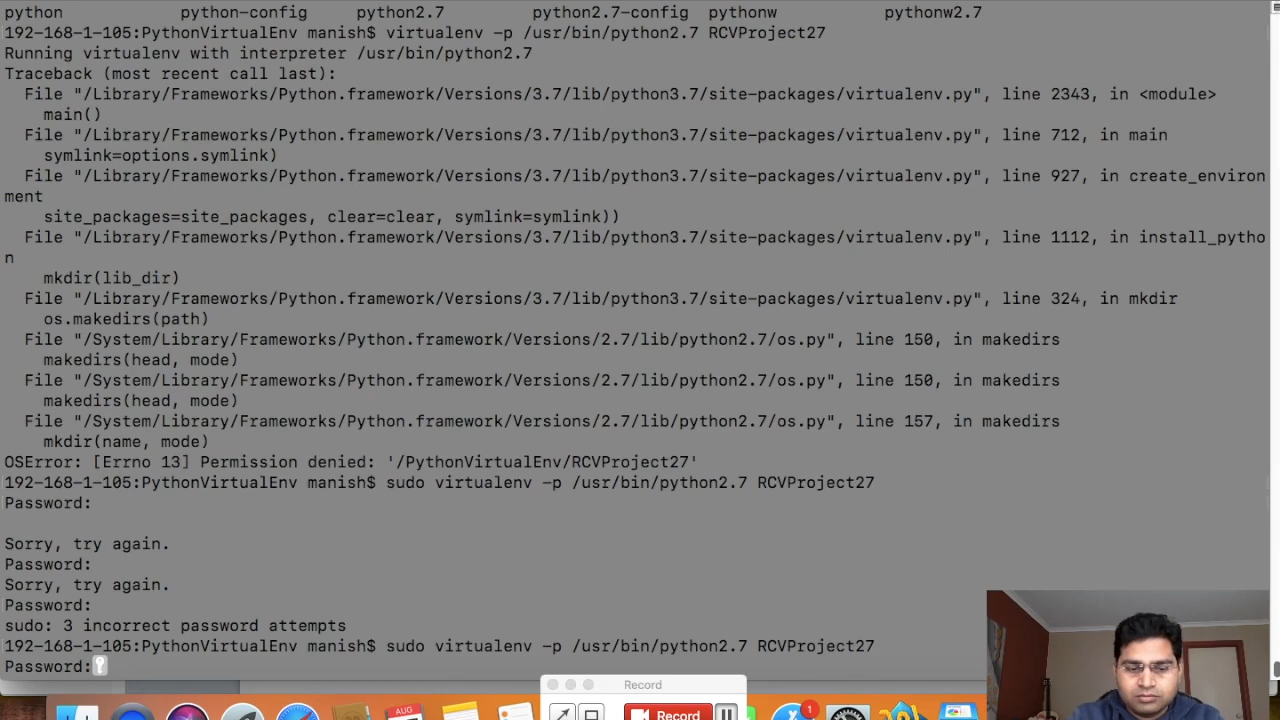 python python-config python2.7 python2.7-config pythonw pythonw2.7
192-168-1-105:PythonVirtualEnv manish$ virtualenv -p /usr/bin/python2.7 RCVProject27
Running virtualenv with interpreter /usr/bin/python2.7
Traceback (most recent call last):
  File "/Library/Frameworks/Python.framework/Versions/3.7/lib/python3.7/site-packages/virtualenv.py", line 2343, in <module>
    main()
  File "/Library/Frameworks/Python.framework/Versions/3.7/lib/python3.7/site-packages/virtualenv.py", line 712, in main
    symlink=options.symlink)
  File "/Library/Frameworks/Python.framework/Versions/3.7/lib/python3.7/site-packages/virtualenv.py", line 927, in create_environ
ment
    site_packages=site_packages, clear=clear, symlink=symlink))
  File "/Library/Frameworks/Python.framework/Versions/3.7/lib/python3.7/site-packages/virtualenv.py", line 1112, in install_pytho
n
    mkdir(lib_dir)
  File "/Library/Frameworks/Python.framework/Versions/3.7/lib/python3.7/site-packages/virtualenv.py", line 324, in mkdir
    os.makedirs(path)
  File "/System/Library/Frameworks/Python.framework/Versions/2.7/lib/python2.7/os.py", line 150, in makedirs
    makedirs(head, mode)
  File "/System/Library/Frameworks/Python.framework/Versions/2.7/lib/python2.7/os.py", line 150, in makedirs
    makedirs(head, mode)
  File "/System/Library/Frameworks/Python.framework/Versions/2.7/lib/python2.7/os.py", line 157, in makedirs
    mkdir(name, mode)
OSError: [Errno 13] Permission denied: '/PythonVirtualEnv/RCVProject27'
192-168-1-105:PythonVirtualEnv manish$ sudo virtualenv -p /usr/bin/python2.7 RCVProject27
Password:
Sorry, try again.
Password:
Sorry, try again.
Password:
sudo: 3 incorrect password attempts
192-168-1-105:PythonVirtualEnv manish$ sudo virtualenv -p /usr/bin/python2.7 RCVProject27
Password:
Record
AUG
1
Record